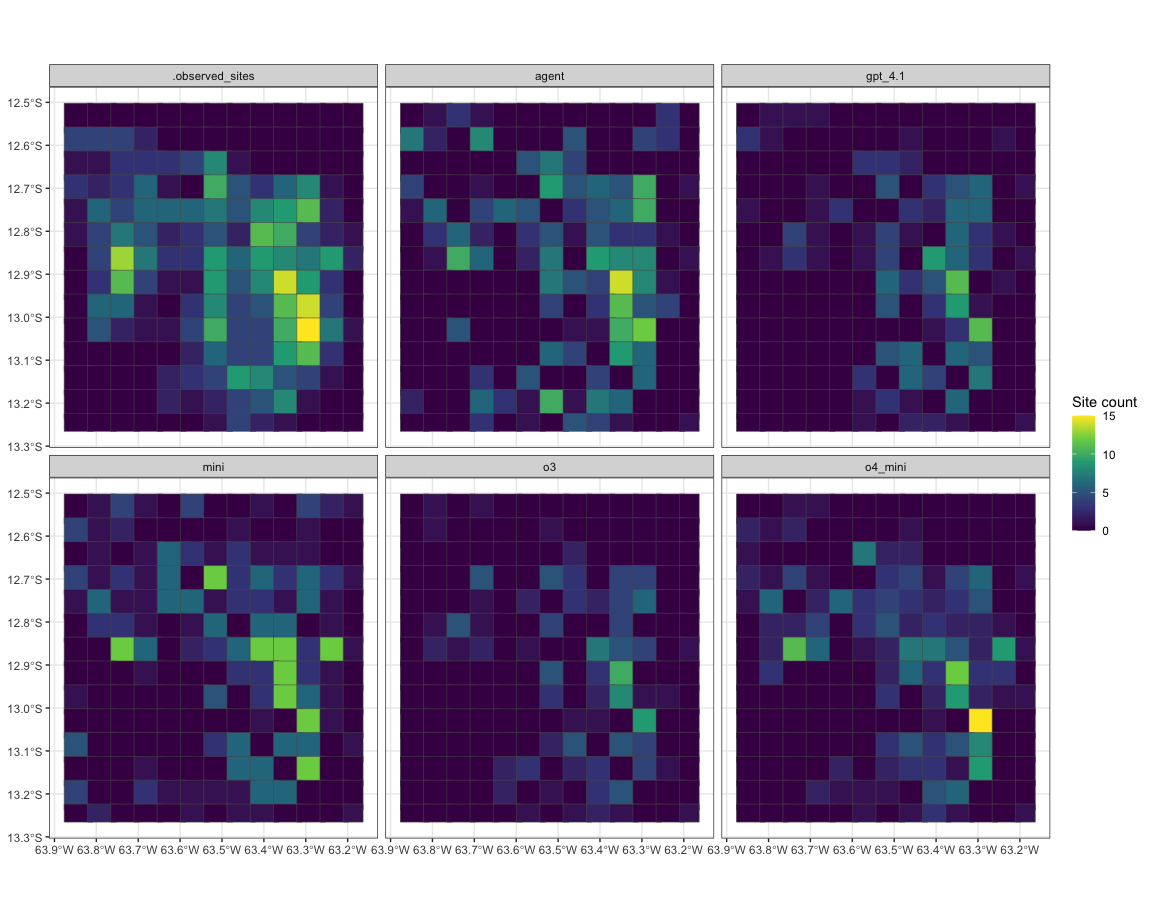 .observed_sites agent gpt_4.1
12.5°S
12.6°S
12.7°S
12.8°S
12.9°S
13.0°S
13.1°S
13.2°S
13.3°S
Site count
15
10
5
0
mini o3 o4_mini
12.5°S
12.6°S
12.7°S
12.8°S
12.9°S
13.0°S
13.1°S
13.2°S
13.3°S
63.9°W 63.8°W 63.7°W 63.6°W 63.5°W 63.4°W 63.3°W 63.2°W 63.9°W 63.8°W 63.7°W 63.6°W 63.5°W 63.4°W 63.3°W 63.2°W 63.9°W 63.8°W 63.7°W 63.6°W 63.5°W 63.4°W 63.3°W 63.2°W